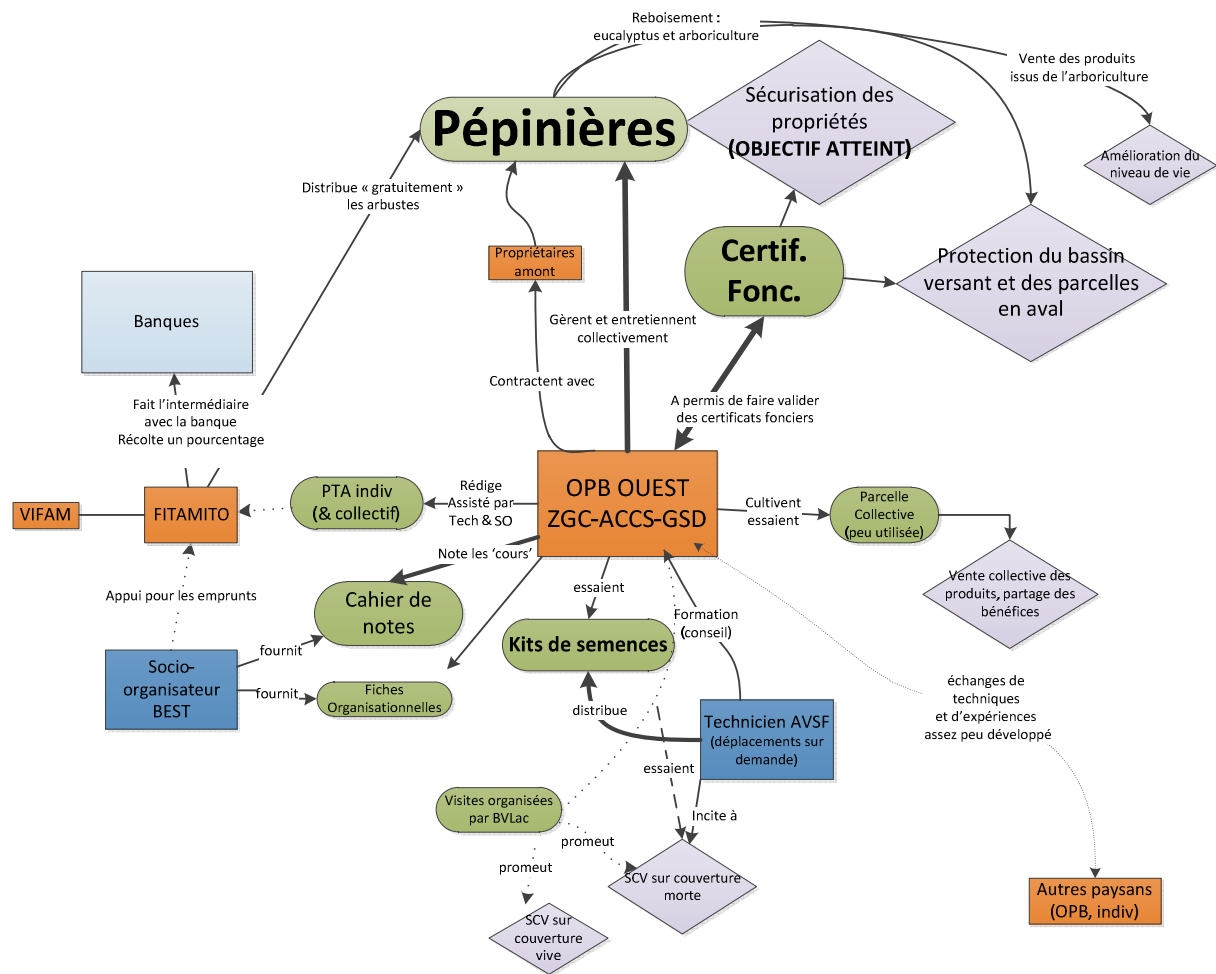 Reboisement :
eucalyptus et arboriculture
Vente des produits
issus de l'arboriculture
Pépinières
Sécurisation des
propriétés
(OBJECTIF ATTEINT)
Amélioration du
niveau de vie
Distribue « gratuitement »
les arbustes
Propriétaires
amont
Certif.
Fonc.
Protection du bassin
versant et des parcelles
en aval
Banques
Gèrent et entretiennent
collectivement
Contractent avec
Fait l'intermédiaire
avec la banque
Récolte un pourcentage
A permis de faire valider
des certificats fonciers
VIFAM
FITAMITO
PTA indiv
(& collectif)
Rédige
Assisté par
Tech & SO
OPB OUEST
ZGC-ACCS-GSD
Cultivent
essaient
Parcelle
Collective
(peu utilisée)
Note les 'cours'
Vente collective des
produits, partage des
bénéfices
Appui pour les emprunts
Cahier de
notes
essaient
Formation
(conseil)
Kits de semences
fournit
Socio-
organisateur
BEST
fournit
Fiches
Organisationnelles
distribue
Technicien AVSF
(déplacements sur
demande)
échanges de
techniques
et d'expériences
assez peu développé
essaient
Visites organisées
par BVLac
Incite à
promeut
promeut
SCV sur couverture
morte
SCV sur
couverture
vive
Autres paysans
(OPB, indiv)